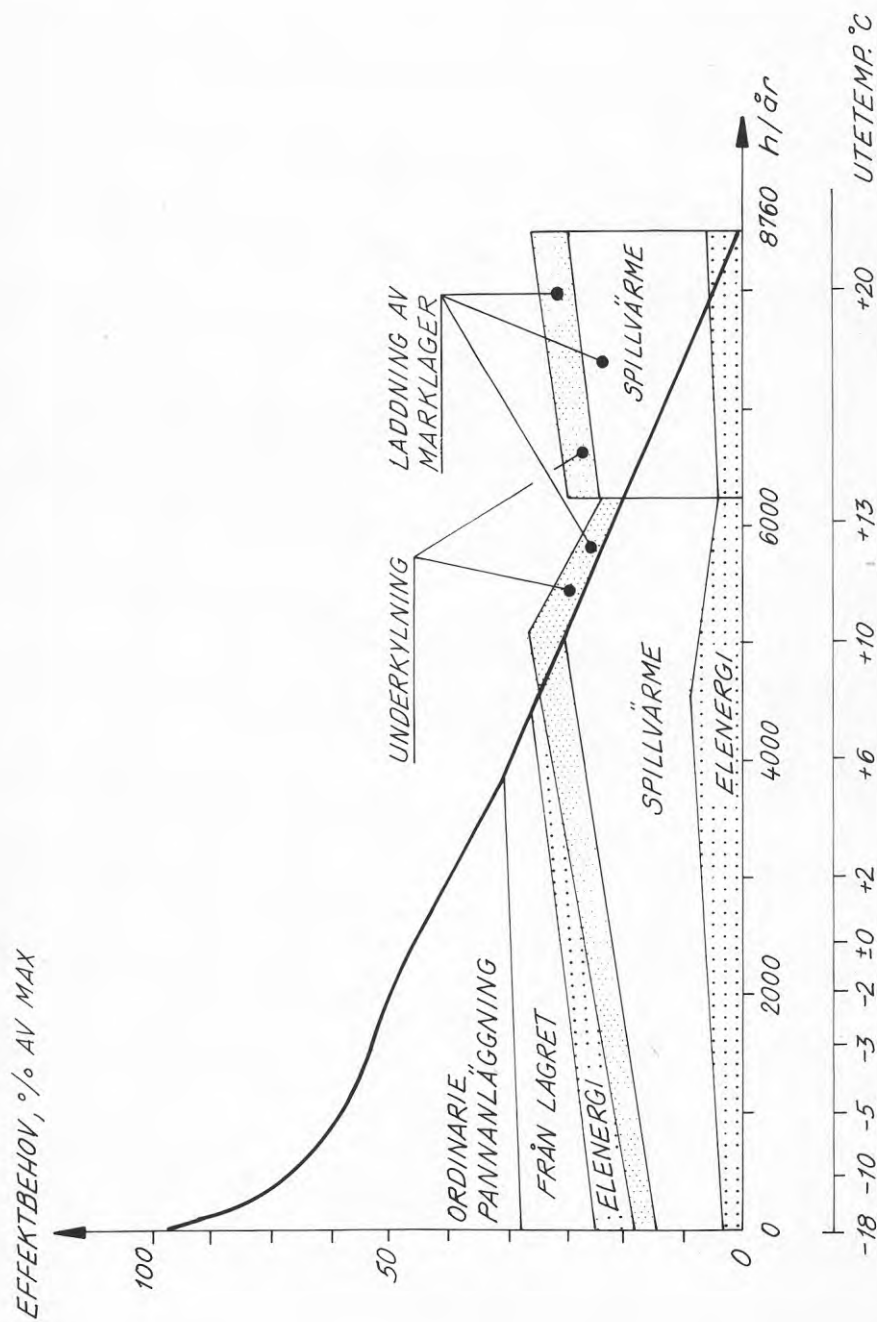 EFFEKTBEHOV, % AV MAX
100
50
0
ORDINARIE
PANNANLÄGGNING
FRÅN LAGRET
ELENERGI
UNDERKYLNING
LADDNING AV
MARKLAGER
SPILLVÄRME
ELENERGI
SPILLVÄRME
0
2000
4000
6000
8760
h/år
-18
-10
-5
-3
-2
±0
+2
+6
+10
+13
+20
UTETEMP. °C